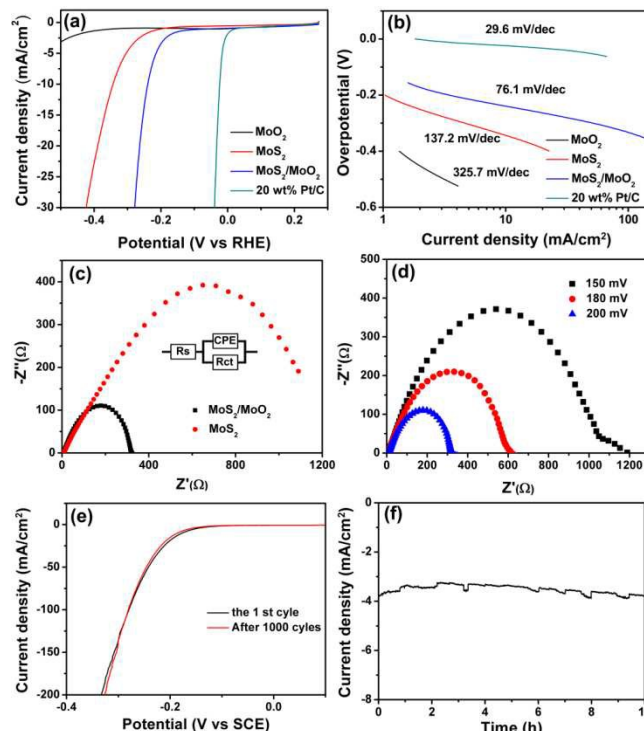 (a)
0
-5
-10
-15
-20
-25
-30
Current density (mA/cm²)
MoO₂
MoS₂
MoS₂/MoO₂
20 wt% Pt/C
-0.4
-0.2
0.0
0.2
Potential (V vs RHE)
(b)
0.0
-0.2
-0.4
-0.6
Overpotential (V)
29.6 mV/dec
76.1 mV/dec
137.2 mV/dec
325.7 mV/dec
MoO₂
MoS₂
MoS₂/MoO₂
20 wt% Pt/C
1
10
100
Current density (mA/cm²)
(c)
400
200
0
-Z''(Ω)
Rs
CPE
Rct
MoS₂/MoO₂
MoS₂
0
400
800
1200
Z'(Ω)
(d)
500
400
300
200
100
0
-Z''(Ω)
150 mV
180 mV
200 mV
0
200
400
600
800
1000
1200
Z'(Ω)
(e)
0
-50
-100
-150
-200
Current density (mA/cm²)
the 1 st cyle
After 1000 cyles
-0.4
-0.2
0.0
Potential (V vs SCE)
(f)
0
-2
-4
-6
-8
Current density (mA/cm²)
0
2
4
6
8
10
Time (h)